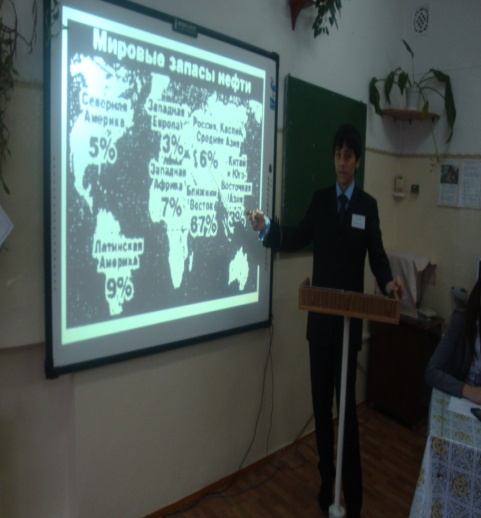 Мировые запасы нефти
Северная
Америка
5%
Западная
Европа
3%
Россия, Каспий,
Средняя Азия
6%
Китай
и Юго-
Восточная
Азия
3%
Западная
Африка
7%
Ближний
Восток
67%
Латинская
Америка
9%